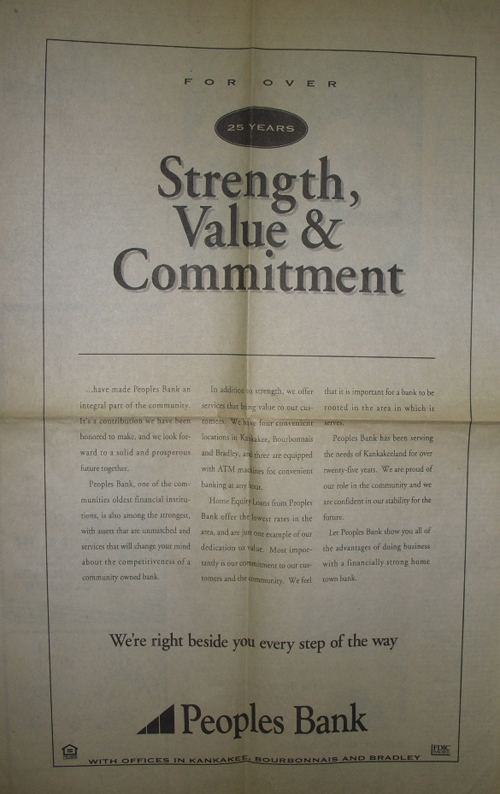 FOR OVER
25 YEARS
Strength,
Value &
Commitment
...have made Peoples Bank an
integral part of the community.
It's a contribution we have been
honored to make, and we look for-
ward to a solid and prosperous
future together.
Peoples Bank, one of the com-
munities oldest financial institu-
tions, is also among the strongest,
with assets that are unmatched and
services that will change your mind
about the competitiveness of a
community owned bank.
In addition to strength, we offer
services that bring value to our cus-
tomers. We have four convenient
locations in Kankakee, Bourbonnais
and Bradley, and three are equipped
with ATM machines for convenient
banking at any hour.
Home Equity Loans from Peoples
Bank offer the lowest rates in the
area, and are just one example of our
dedication to value. Most impor-
tantly is our commitment to our cus-
tomers and the community. We feel
that it is important for a bank to be
rooted in the area in which it
serves.
Peoples Bank has been serving
the needs of Kankakeeland for over
twenty-five years. We are proud of
our role in the community and we
are confident in our stability for the
future.
Let Peoples Bank show you all of
the advantages of doing business
with a financially strong home
town bank.
We're right beside you every step of the way
Peoples Bank
WITH OFFICES IN KANKAKEE, BOURBONNAIS AND BRADLEY
FDIC